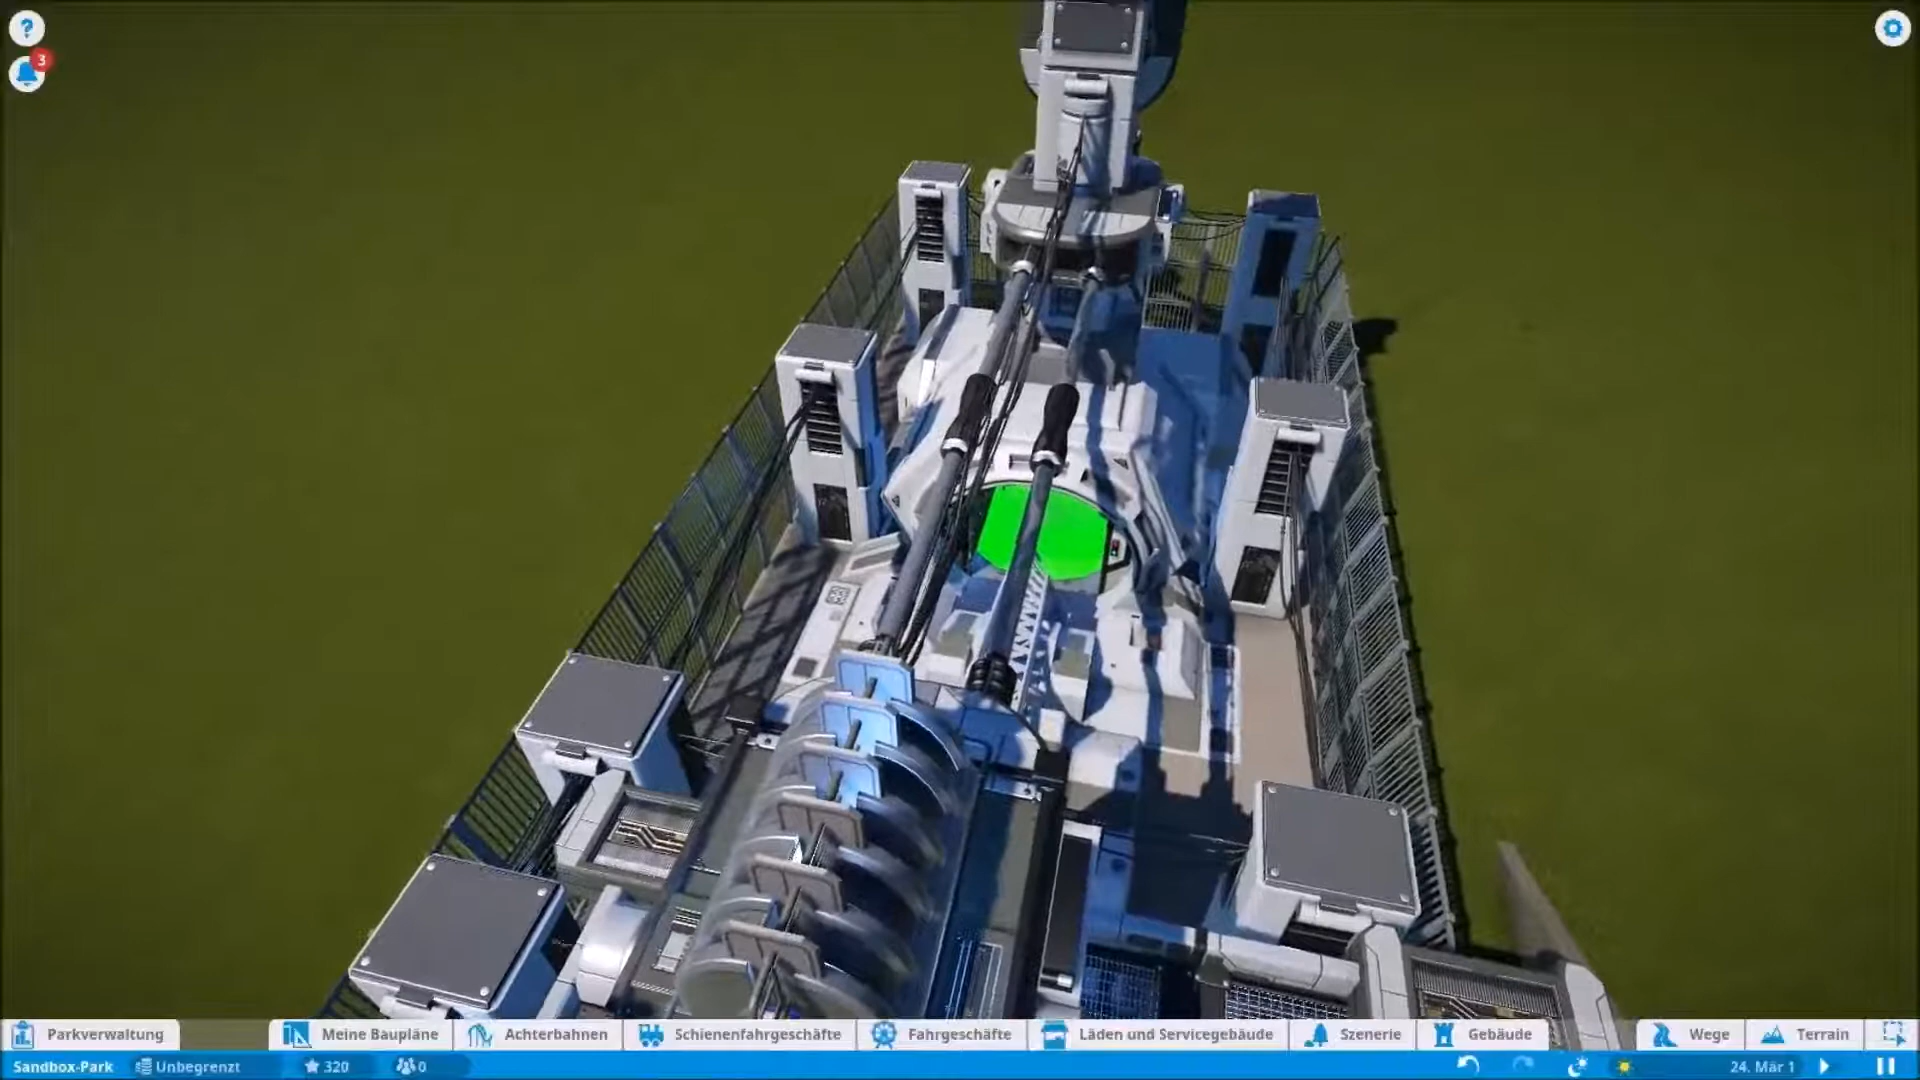 ?
3
Parkverwaltung
Meine Baupläne
Achterbahnen
Schienenfahrgeschäfte
Fahrgeschäfte
Läden und Servicegebäude
Szenerie
Gebäude
Wege
Terrain
Sandbox-Park
Unbegrenzt
320
0
24. Mär 1